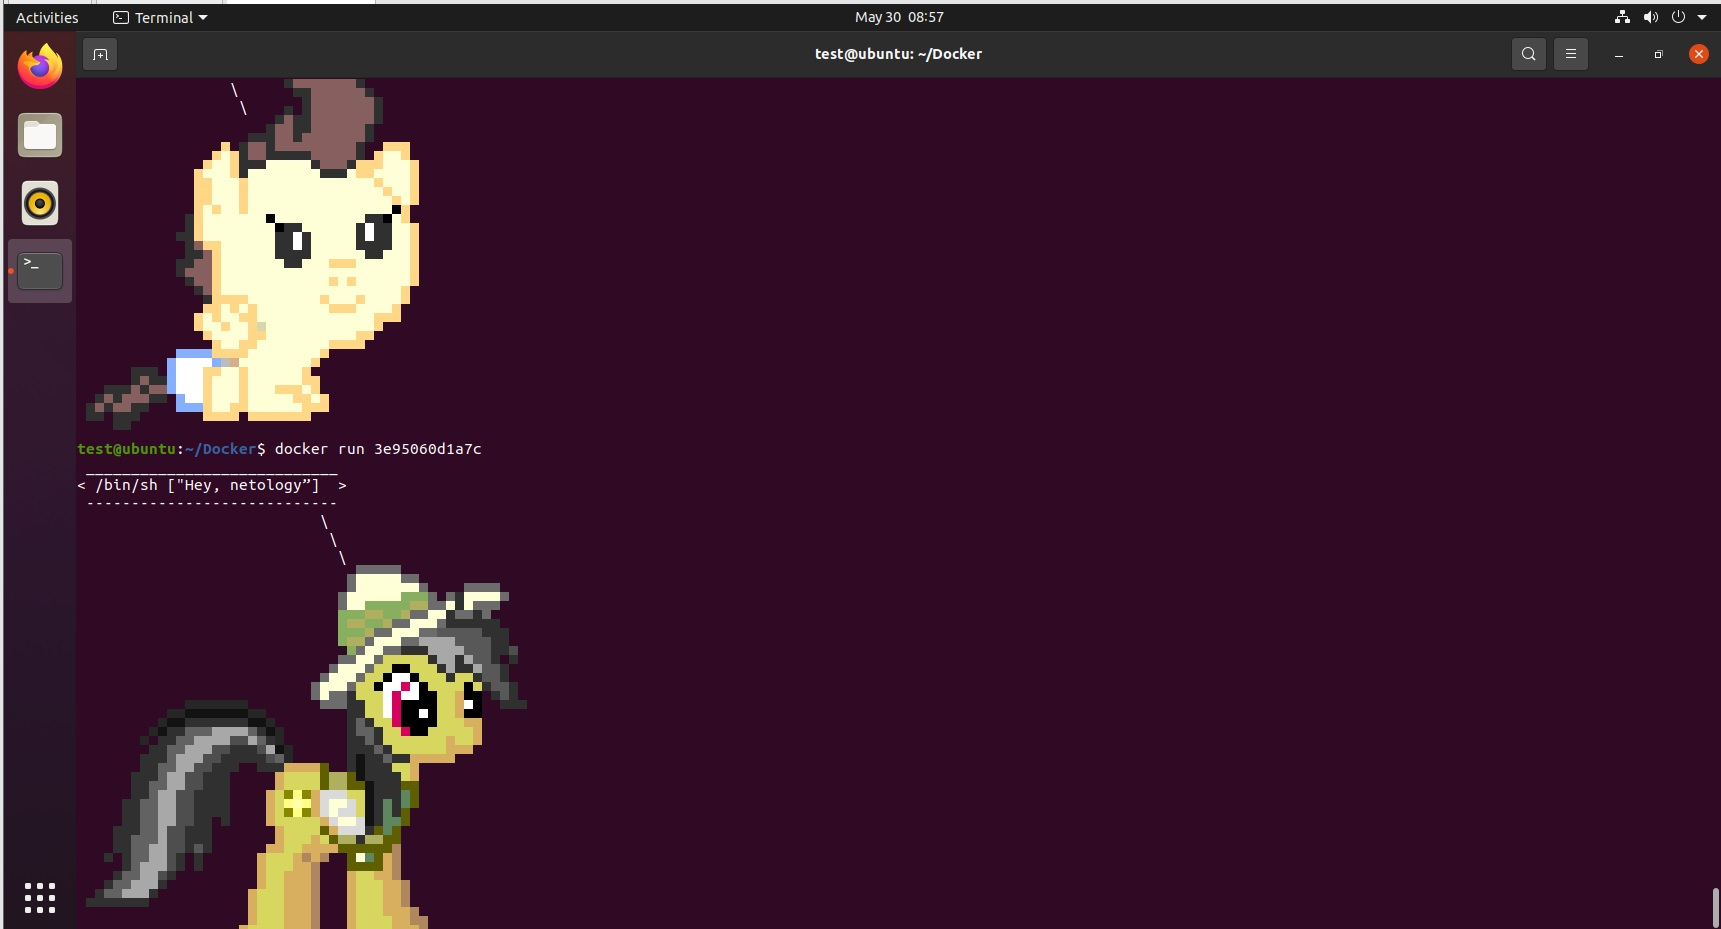 Activities
Terminal
May 30 08:57
test@ubuntu: ~/Docker
\
\
>_
test@ubuntu:~/Docker$ docker run 3e95060d1a7c
____________________________
< /bin/sh ["Hey, netology”]  >
----------------------------
\
\
\